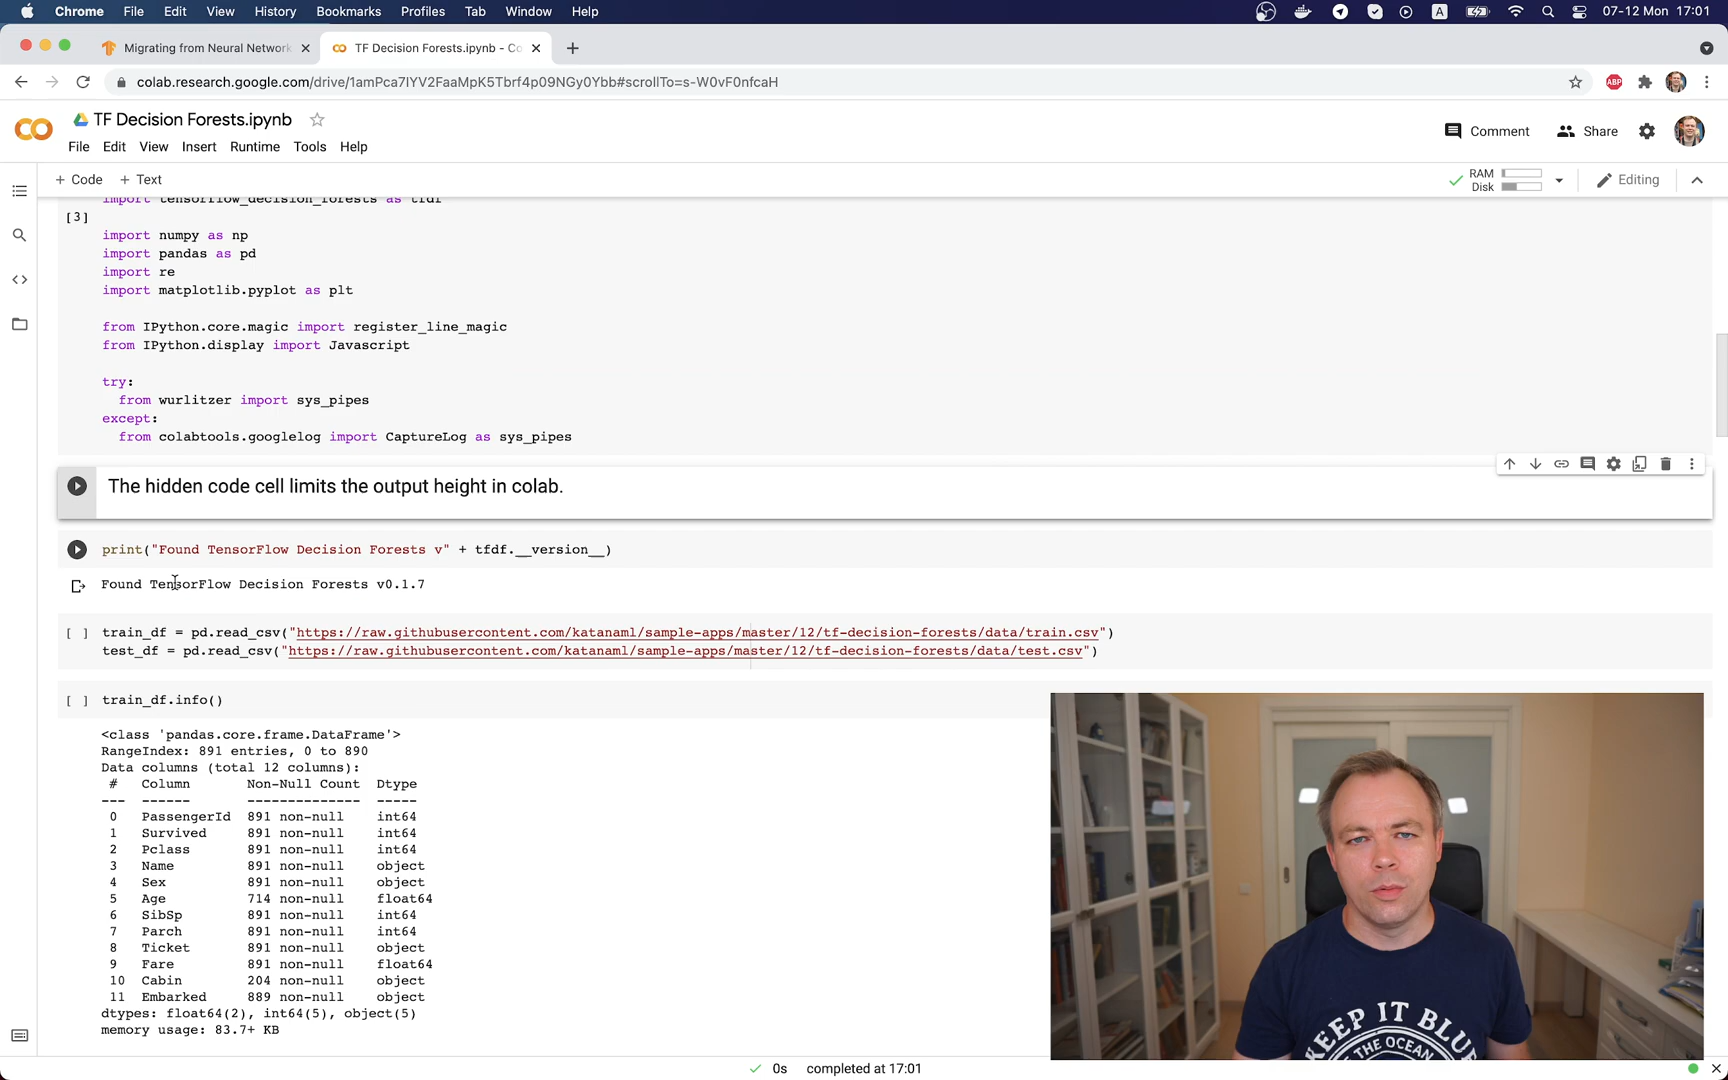 Chrome File Edit View History Bookmarks Profiles Tab Window Help A 07-12 Mon 17:01
Migrating from Neural Network TF Decision Forests.ipynb - Co
colab.research.google.com/drive/1amPca7IYV2FaaMpK5Tbrf4p09NGy0Ybb#scrollTo=s-W0vF0nfcaH ABP
TF Decision Forests.ipynb
File Edit View Insert Runtime Tools Help
Comment Share
+ Code + Text
RAM
Disk
Editing
import tensorflow_decision_forests as tfdf
[3]
import numpy as np
import pandas as pd
import re
import matplotlib.pyplot as plt
from IPython.core.magic import register_line_magic
from IPython.display import Javascript
try:
from wurlitzer import sys_pipes
except:
from colabtools.googlelog import CaptureLog as sys_pipes
The hidden code cell limits the output height in colab.
print("Found TensorFlow Decision Forests v" + tfdf.__version__)
Found TensorFlow Decision Forests v0.1.7
[ ] train_df = pd.read_csv("https://raw.githubusercontent.com/katanaml/sample-apps/master/12/tf-decision-forests/data/train.csv")
test_df = pd.read_csv("https://raw.githubusercontent.com/katanaml/sample-apps/master/12/tf-decision-forests/data/test.csv")
[ ] train_df.info()
<class 'pandas.core.frame.DataFrame'>
RangeIndex: 891 entries, 0 to 890
Data columns (total 12 columns):
# Column Non-Null Count Dtype
--- ------ -------------- -----
0 PassengerId 891 non-null int64
1 Survived 891 non-null int64
2 Pclass 891 non-null int64
3 Name 891 non-null object
4 Sex 891 non-null object
5 Age 714 non-null float64
6 SibSp 891 non-null int64
7 Parch 891 non-null int64
8 Ticket 891 non-null object
9 Fare 891 non-null float64
10 Cabin 204 non-null object
11 Embarked 889 non-null object
dtypes: float64(2), int64(5), object(5)
memory usage: 83.7+ KB
KEEP IT BLUE
THE OCEAN
0s completed at 17:01